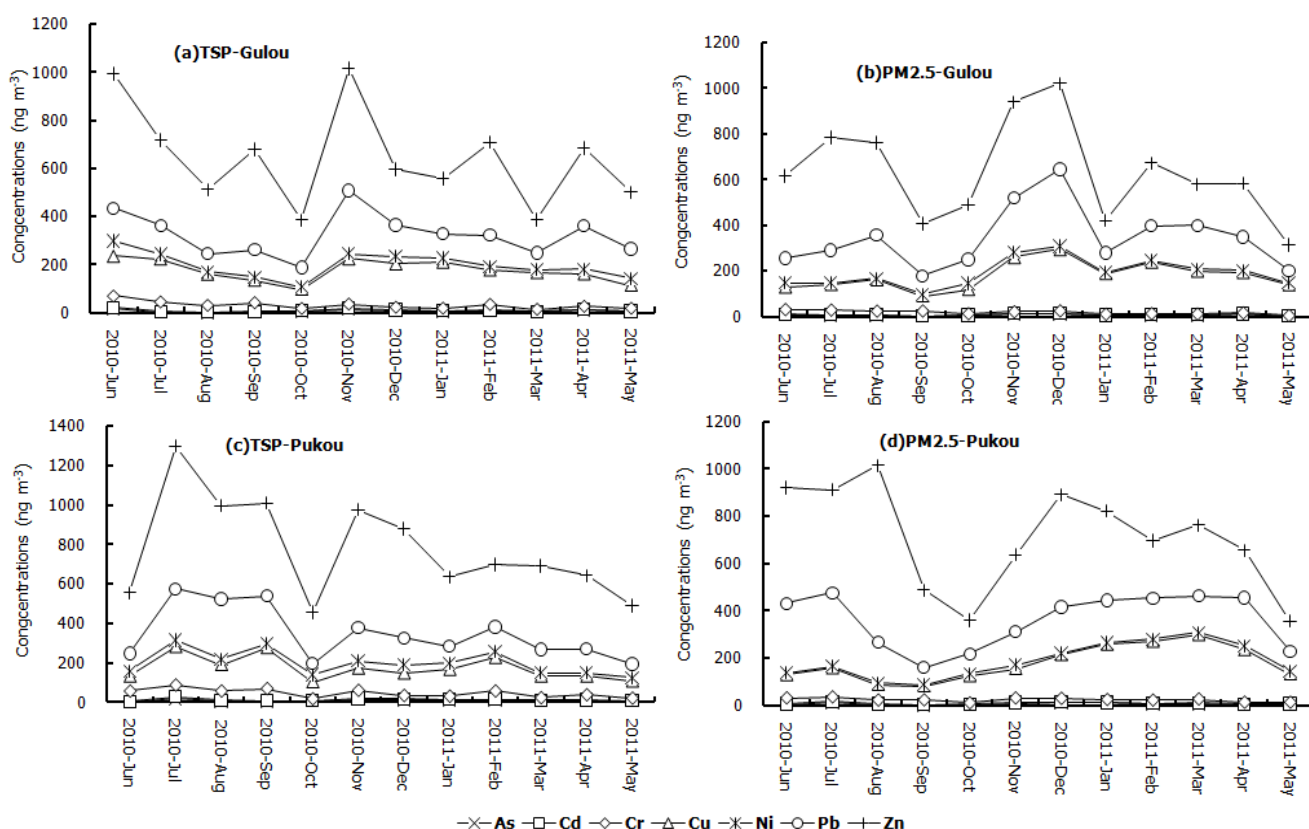 (a)TSP-Gulou
Congcentrations (ng m-3)
1200
1000
800
600
400
200
0
2010-Jun
2010-Jul
2010-Aug
2010-Sep
2010-Oct
2010-Nov
2010-Dec
2011-Jan
2011-Feb
2011-Mar
2011-Apr
2011-May
(b)PM2.5-Gulou
Congcentrations (ng m-3)
1200
1000
800
600
400
200
0
2010-Jun
2010-Jul
2010-Aug
2010-Sep
2010-Oct
2010-Nov
2010-Dec
2011-Jan
2011-Feb
2011-Mar
2011-Apr
2011-May
(c)TSP-Pukou
Congcentrations (ng m-3)
1400
1200
1000
800
600
400
200
0
2010-Jun
2010-Jul
2010-Aug
2010-Sep
2010-Oct
2010-Nov
2010-Dec
2011-Jan
2011-Feb
2011-Mar
2011-Apr
2011-May
(d)PM2.5-Pukou
Congcentrations (ng m-3)
1200
1000
800
600
400
200
0
2010-Jun
2010-Jul
2010-Aug
2010-Sep
2010-Oct
2010-Nov
2010-Dec
2011-Jan
2011-Feb
2011-Mar
2011-Apr
2011-May
As Cd Cr Cu Ni Pb Zn